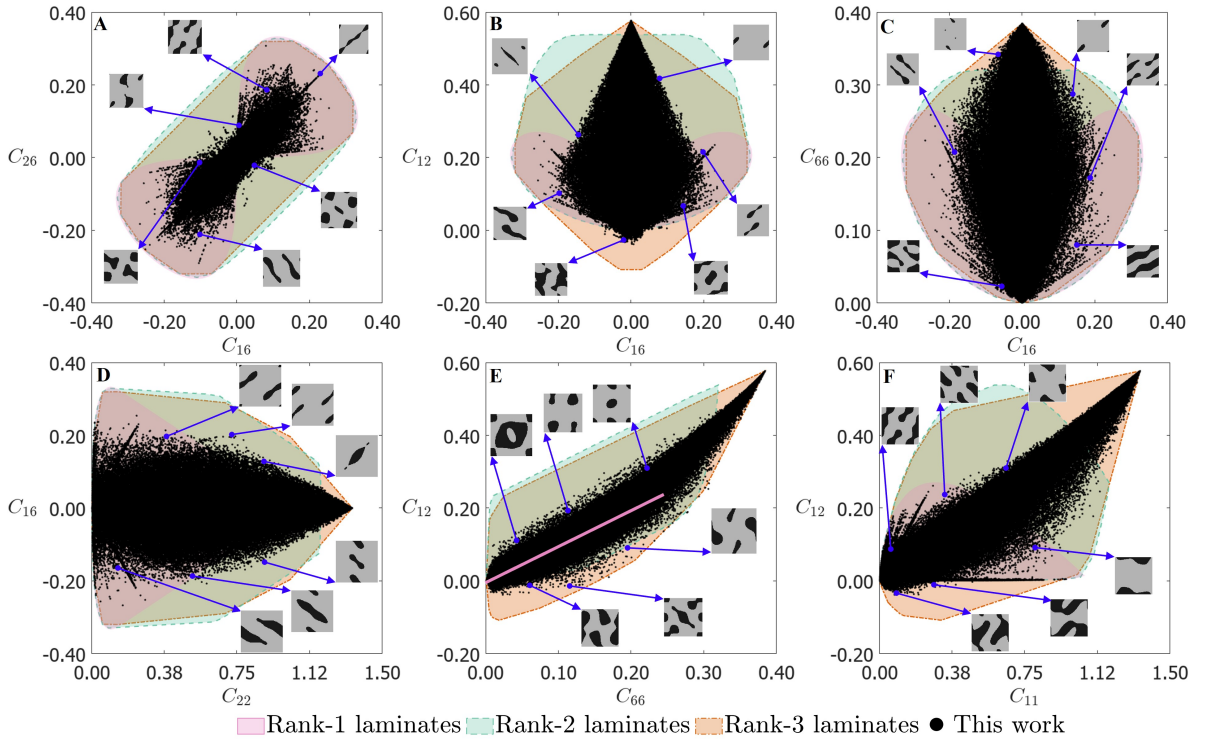 A
B
C
0.40
0.20
0.00
-0.20
-0.40
C26
-0.40 -0.20 0.00 0.20 0.40
C16
0.60
0.40
0.20
0.00
-0.20
C12
-0.40 -0.20 0.00 0.20 0.40
C16
0.40
0.30
0.20
0.10
0.00
C66
-0.40 -0.20 0.00 0.20 0.40
C16
D
E
F
0.40
0.20
0.00
-0.20
-0.40
C16
0.00 0.38 0.75 1.12 1.50
C22
0.60
0.40
0.20
0.00
-0.20
C12
0.00 0.10 0.20 0.30 0.40
C66
0.60
0.40
0.20
0.00
-0.20
C12
0.00 0.38 0.75 1.12 1.50
C11
Rank-1 laminates Rank-2 laminates Rank-3 laminates This work